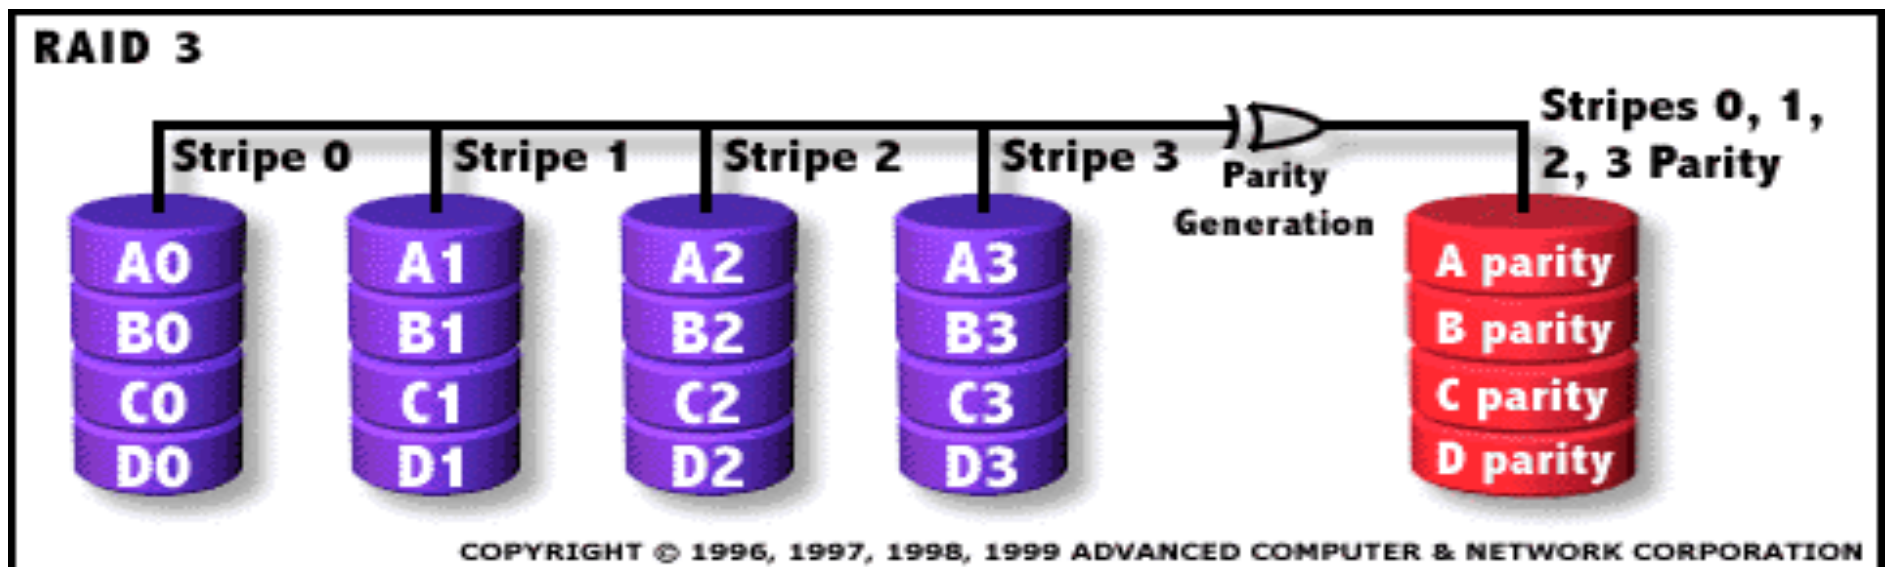 RAID 3
Stripe 0
Stripe 1
Stripe 2
Stripe 3
Parity
Generation
Stripes 0, 1,
2, 3 Parity
A0
A1
A2
A3
A parity
B0
B1
B2
B3
B parity
C0
C1
C2
C3
C parity
D0
D1
D2
D3
D parity
COPYRIGHT © 1996, 1997, 1998, 1999 ADVANCED COMPUTER & NETWORK CORPORATION